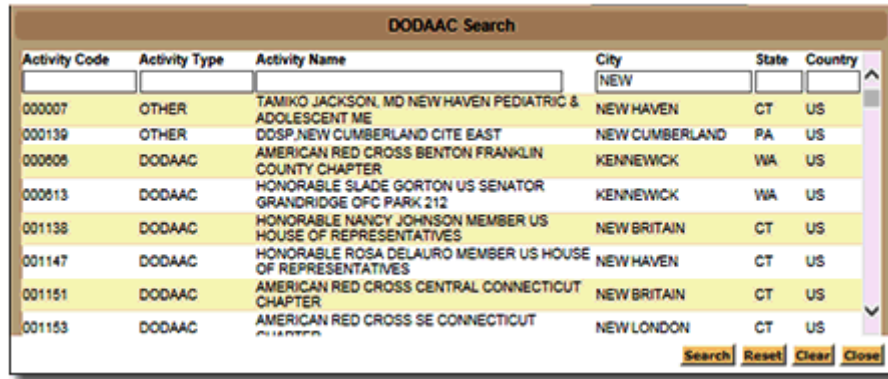 DODAAC Search
Activity Code Activity Type Activity Name City State Country
NEW
000007 OTHER TAMIKO JACKSON, MD NEW HAVEN PEDIATRIC & ADOLESCENT ME NEW HAVEN CT US
000139 OTHER DDSP,NEW CUMBERLAND CITE EAST NEW CUMBERLAND PA US
000606 DODAAC AMERICAN RED CROSS BENTON FRANKLIN COUNTY CHAPTER KENNEWICK WA US
000613 DODAAC HONORABLE SLADE GORTON US SENATOR GRANDRIDGE OFC PARK 212 KENNEWICK WA US
001138 DODAAC HONORABLE NANCY JOHNSON MEMBER US HOUSE OF REPRESENTATIVES NEW BRITAIN CT US
001147 DODAAC HONORABLE ROSA DELAURO MEMBER US HOUSE OF REPRESENTATIVES NEW HAVEN CT US
001151 DODAAC AMERICAN RED CROSS CENTRAL CONNECTICUT CHAPTER NEW BRITAIN CT US
001153 DODAAC AMERICAN RED CROSS SE CONNECTICUT NEW LONDON CT US
Search Reset Clear Close